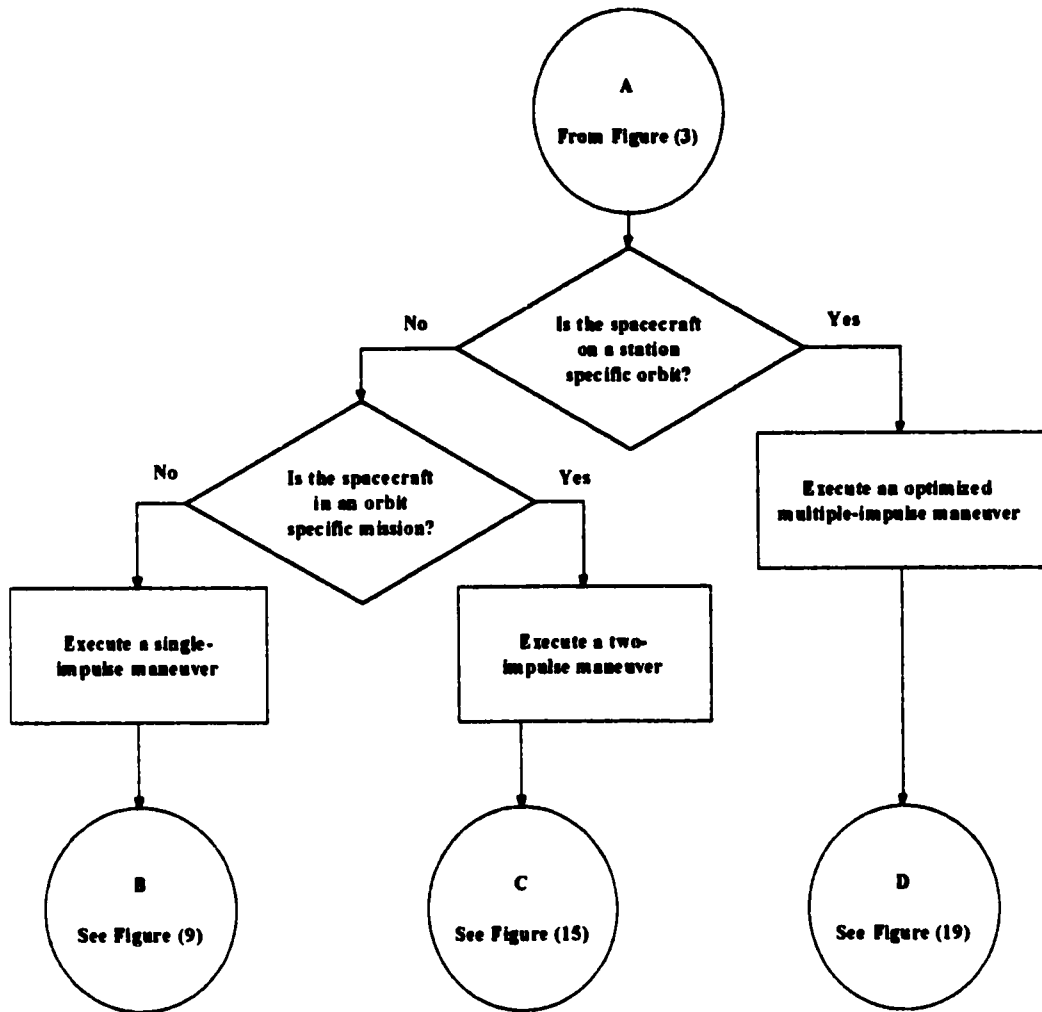 A
From Figure (3)
No
Is the spacecraft
on a station
specific orbit?
Yes
No
Is the spacecraft
in an orbit
specific mission?
Yes
Execute an optimized
multiple-impulse maneuver
Execute a single-
impulse maneuver
Execute a two-
impulse maneuver
B
See Figure (9)
C
See Figure (15)
D
See Figure (19)